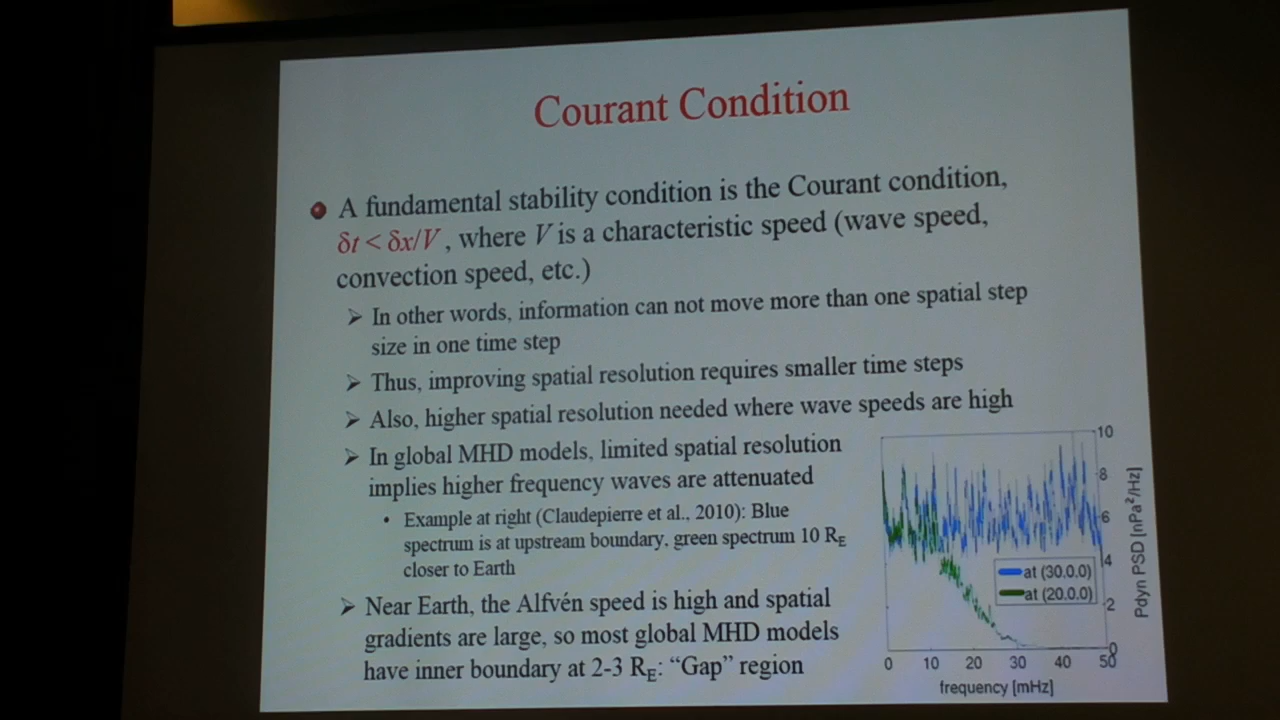 Courant Condition
A fundamental stability condition is the Courant condition,
δt < δx/V , where V is a characteristic speed (wave speed,
convection speed, etc.)
➢ In other words, information can not move more than one spatial step
size in one time step
➢ Thus, improving spatial resolution requires smaller time steps
➢ Also, higher spatial resolution needed where wave speeds are high
➢ In global MHD models, limited spatial resolution
implies higher frequency waves are attenuated
• Example at right (Claudepierre et al., 2010): Blue
spectrum is at upstream boundary, green spectrum 10 RE
closer to Earth
➢ Near Earth, the Alfvén speed is high and spatial
gradients are large, so most global MHD models
have inner boundary at 2-3 RE: “Gap” region
10
8
6
4
2
0
Pdyn PSD [nPa²/Hz]
at (30.0.0)
at (20.0.0)
0 10 20 30 40 50
frequency [mHz]